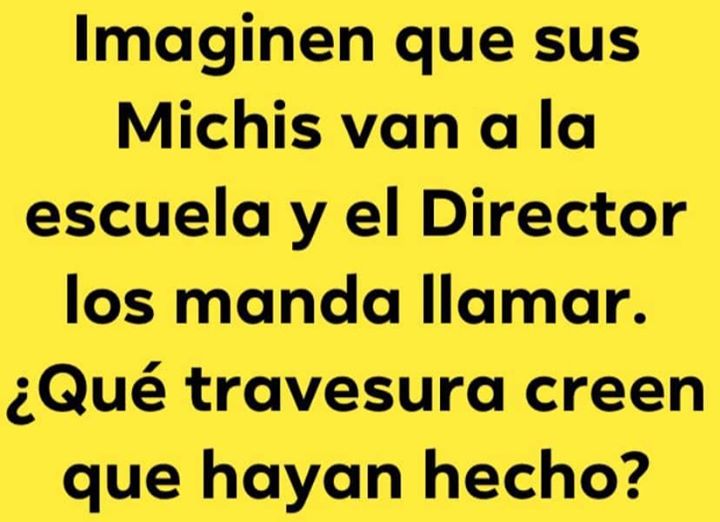 Imaginen que sus
Michis van a la
escuela y el Director
los manda llamar.
¿Qué travesura creen
que hayan hecho?